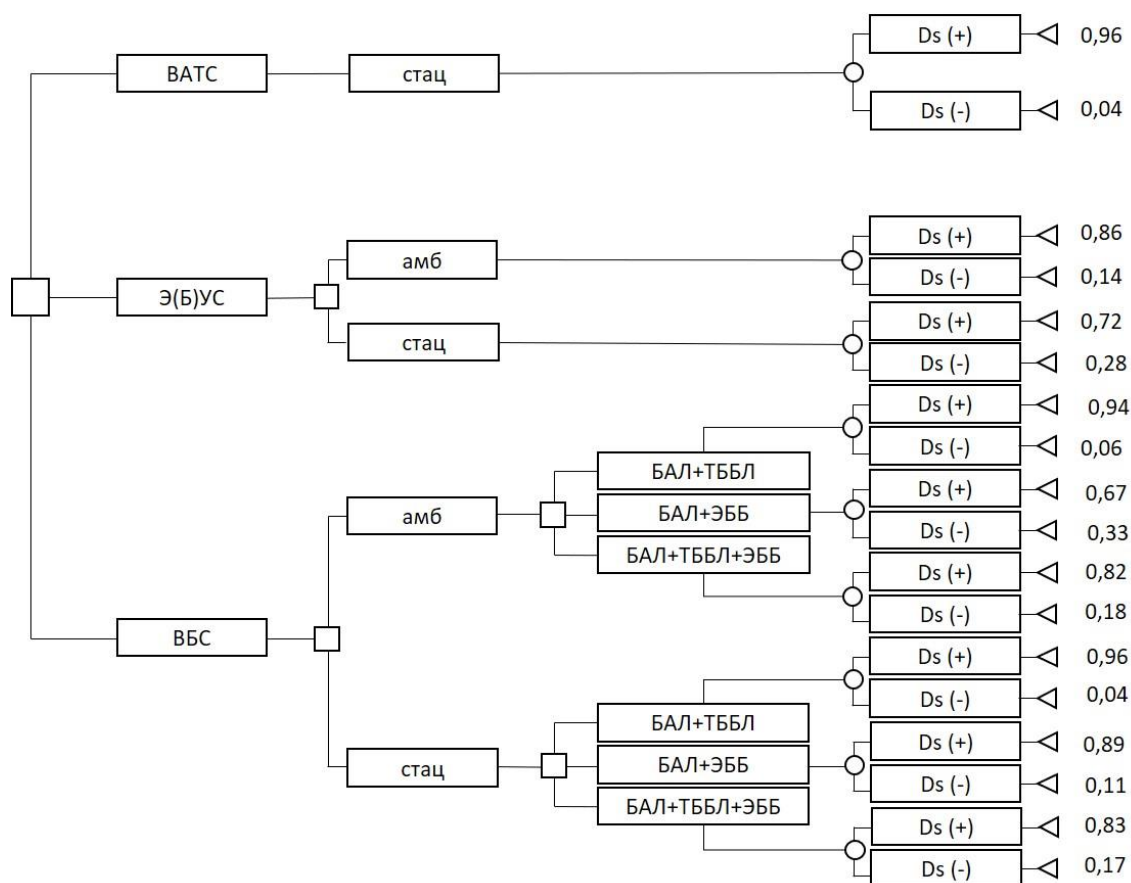 Ds (+) 0,96
ВАТС стац
Ds (-) 0,04
Ds (+) 0,86
амб
Ds (-) 0,14
Э(Б)УС
Ds (+) 0,72
стац
Ds (-) 0,28
Ds (+) 0,94
Ds (-) 0,06
БАЛ+ТББЛ
Ds (+) 0,67
амб БАЛ+ЭББ
Ds (-) 0,33
БАЛ+ТББЛ+ЭББ
Ds (+) 0,82
Ds (-) 0,18
ВБС
Ds (+) 0,96
Ds (-) 0,04
БАЛ+ТББЛ
Ds (+) 0,89
стац БАЛ+ЭББ
Ds (-) 0,11
БАЛ+ТББЛ+ЭББ
Ds (+) 0,83
Ds (-) 0,17